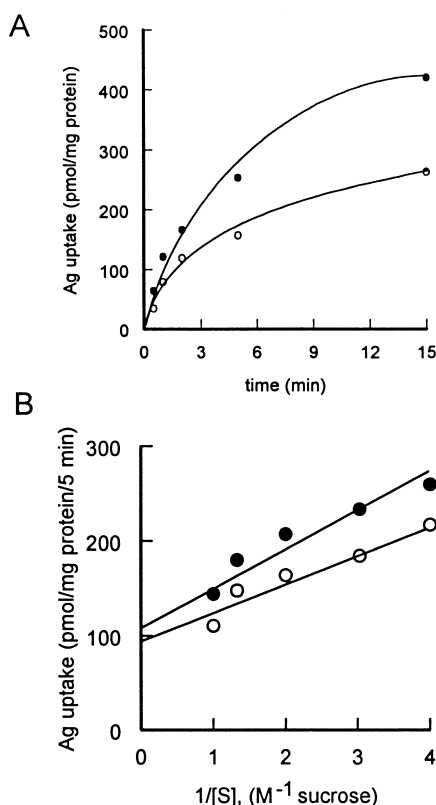 A
Ag uptake (pmol/mg protein)
500
400
300
200
100
0
0 3 6 9 12 15
time (min)
B
Ag uptake (pmol/mg protein/5 min)
300
200
100
0
0 1 2 3 4
1/[S], (M⁻¹ sucrose)